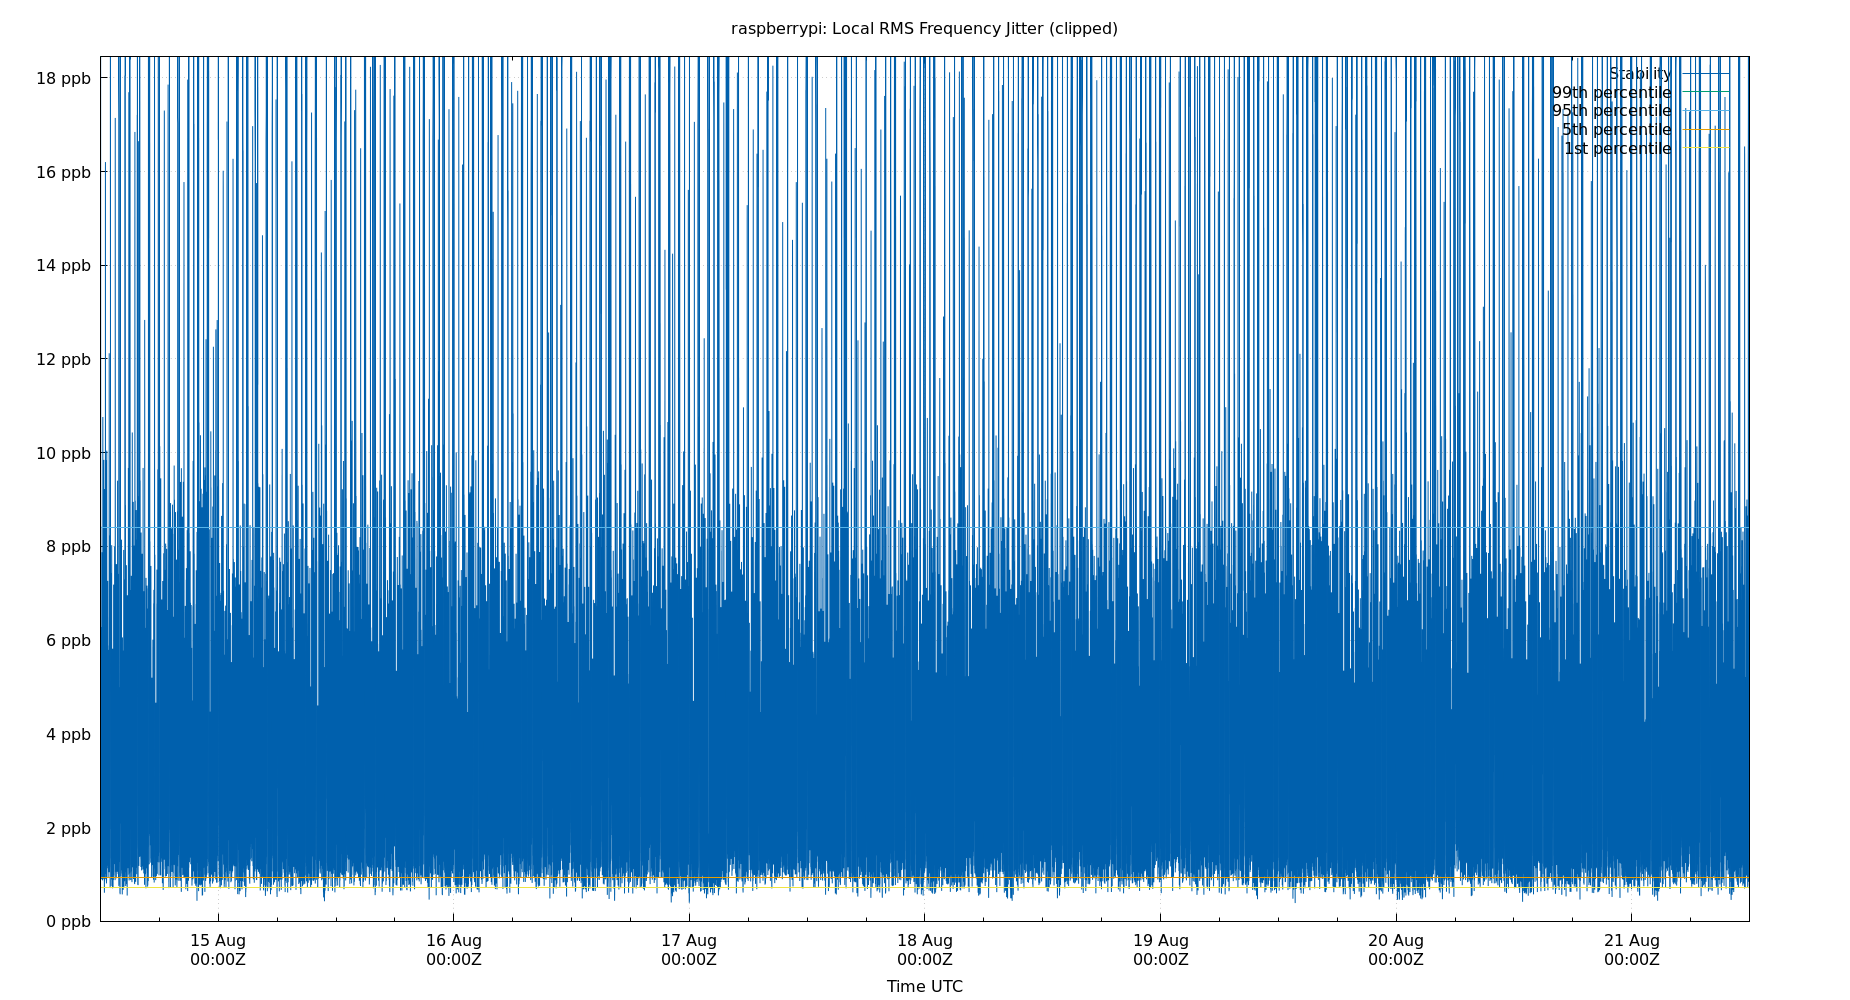 raspberrypi: Local RMS Frequency Jitter (clipped)
18 ppb
16 ppb
14 ppb
12 ppb
10 ppb
8 ppb
6 ppb
4 ppb
2 ppb
0 ppb
Stability
99th percentile
95th percentile
5th percentile
1st percentile
15 Aug 16 Aug 17 Aug 18 Aug 19 Aug 20 Aug 21 Aug
00:00Z 00:00Z 00:00Z 00:00Z 00:00Z 00:00Z 00:00Z
Time UTC